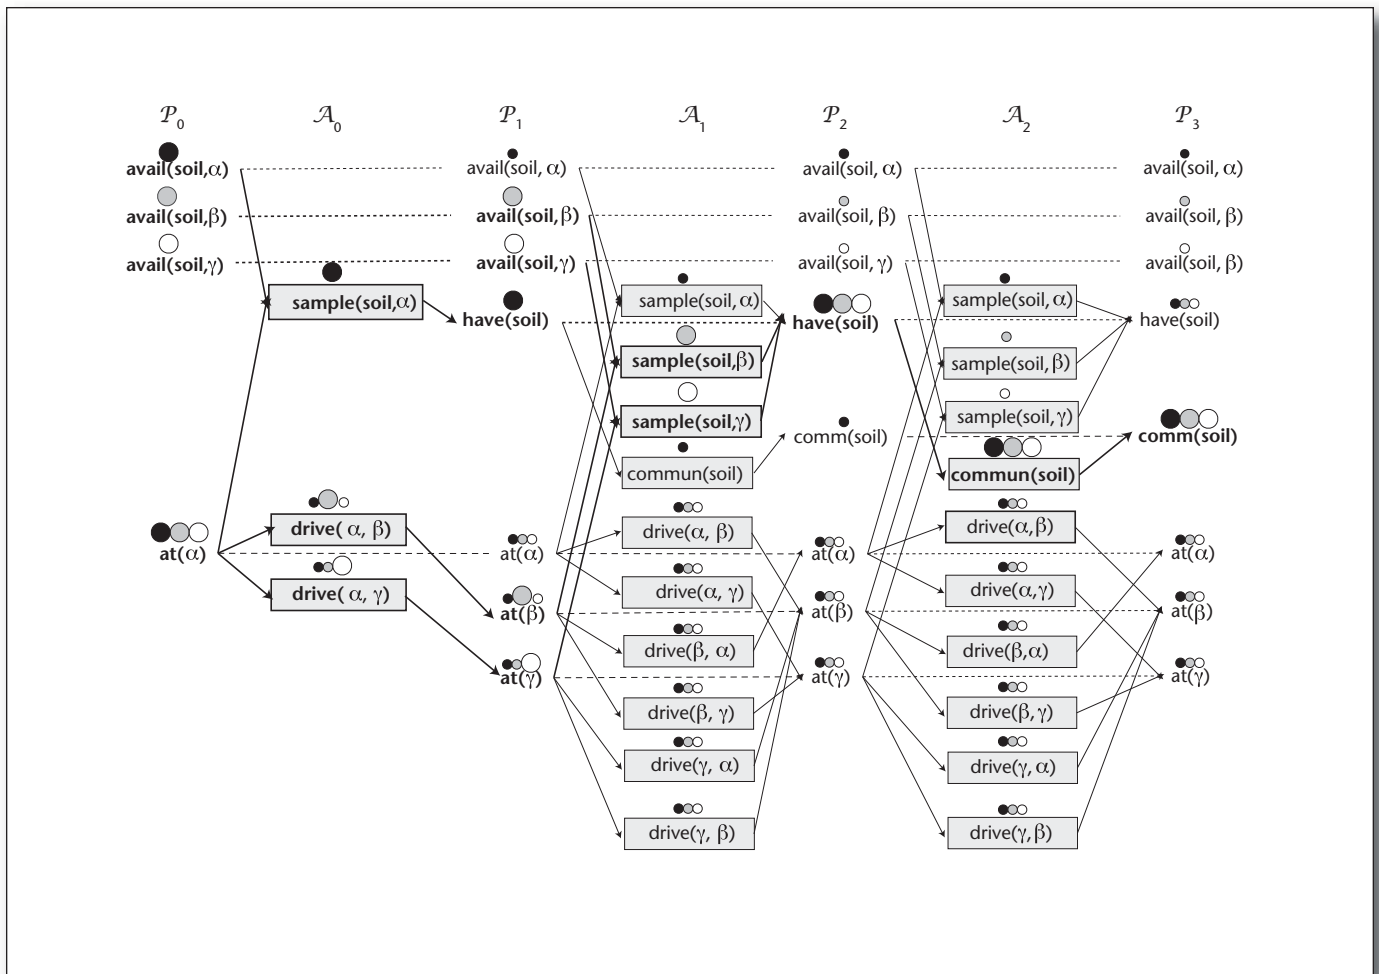 P0 A0 P1 A1 P2 A2 P3
avail(soil,α) avail(soil, α) avail(soil, α) avail(soil, α)
avail(soil,β) avail(soil,β) avail(soil, β) avail(soil, β)
avail(soil,γ) avail(soil,γ) avail(soil, γ) avail(soil, β)
sample(soil,α) sample(soil, α) sample(soil, α)
have(soil) have(soil) have(soil)
sample(soil,β) sample(soil, β)
sample(soil,γ) sample(soil, γ)
comm(soil) comm(soil)
commun(soil) commun(soil)
drive( α, β) drive(α, β) drive(α,β)
at(α) at(α) at(α) at(α)
drive( α, γ) drive(α, γ) drive(α,γ)
at(β) at(β) at(β)
drive(β, α) drive(β,α)
at(γ) at(γ) at(γ)
drive(β, γ) drive(β,γ)
drive(γ, α) drive(γ,α)
drive(γ, β) drive(γ,β)